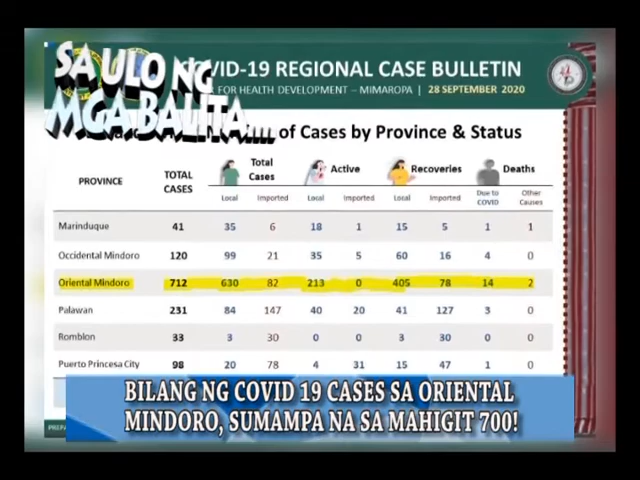 SA ULO NG
MGA BALITA....
VID-19 REGIONAL CASE BULLETIN
FOR HEALTH DEVELOPMENT – MIMAROPA | 28 SEPTEMBER 2020
of Cases by Province & Status
PROVINCE TOTAL CASES Total Cases Active Recoveries Deaths
Local Imported Local Imported Local Imported Due to COVID Other Causes
Marinduque 41 35 6 18 1 15 5 1 1
Occidental Mindoro 120 99 21 35 5 60 16 4 0
Oriental Mindoro 712 630 82 213 0 405 78 14 2
Palawan 231 84 147 40 20 41 127 3 0
Romblon 33 3 30 0 0 3 30 0 0
Puerto Princesa City 98 20 78 4 31 15 47 1 0
BILANG NG COVID 19 CASES SA ORIENTAL
MINDORO, SUMAMPA NA SA MAHIGIT 700!